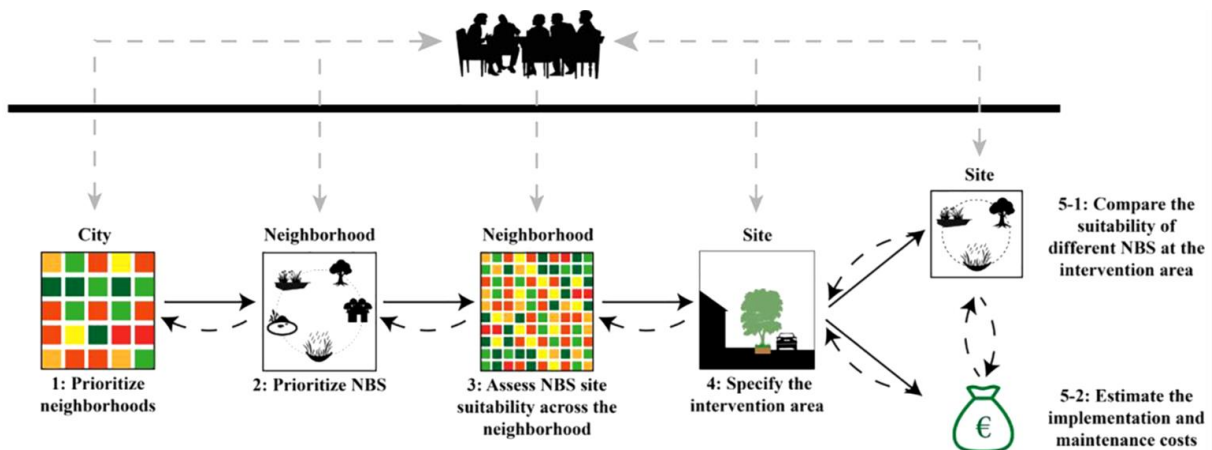 City
1: Prioritize
neighborhoods
Neighborhood
2: Prioritize NBS
Neighborhood
3: Assess NBS site
suitability across the
neighborhood
Site
4: Specify the
intervention area
Site
5-1: Compare the
suitability of
different NBS at the
intervention area
€
5-2: Estimate the
implementation and
maintenance costs